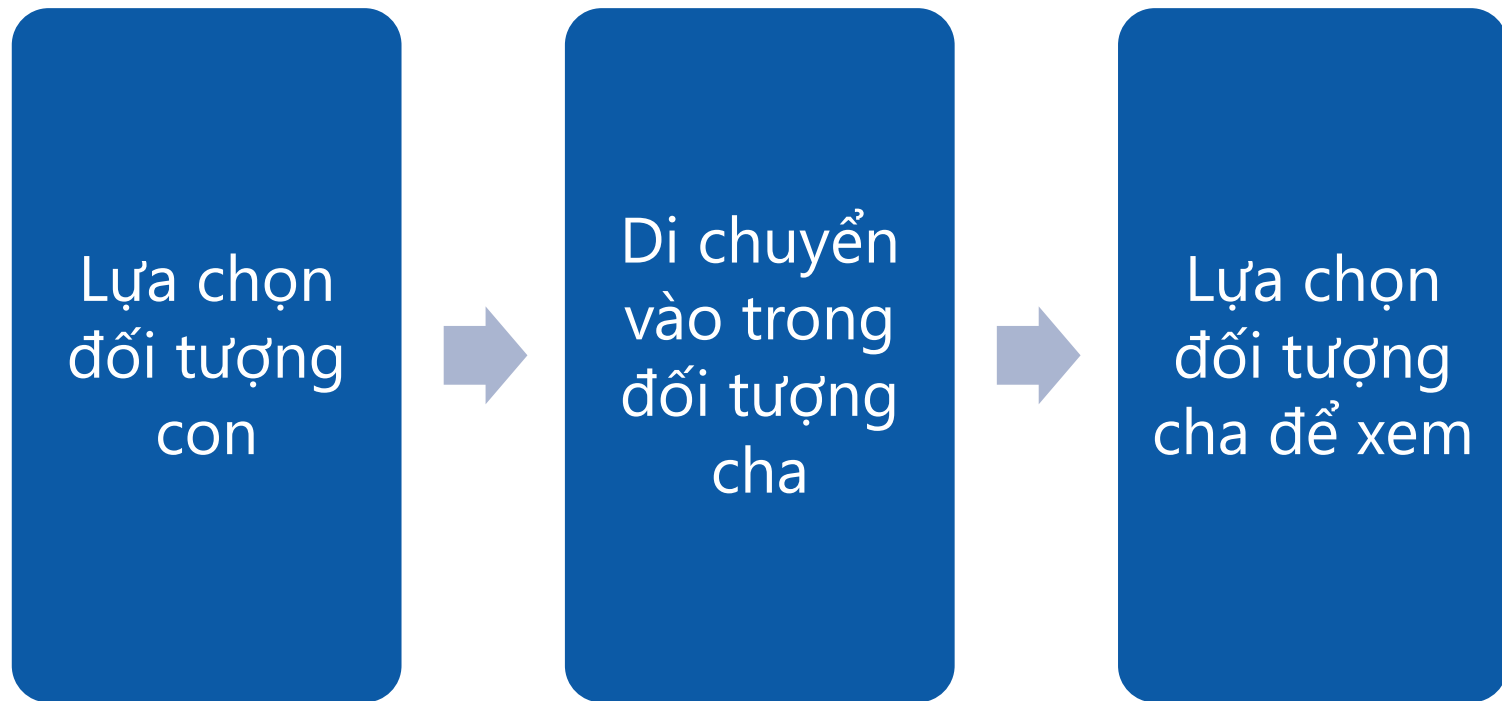 Lựa chọn
đối tượng
con
Di chuyển
vào trong
đối tượng
cha
Lựa chọn
đối tượng
cha để xem